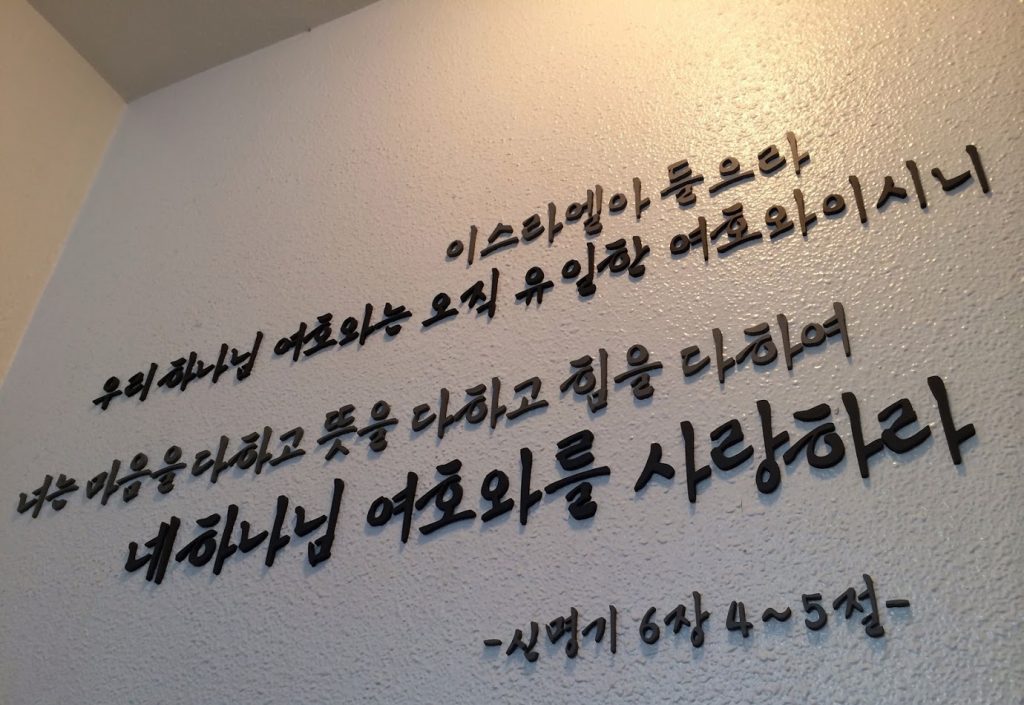 이스라엘아 들으라
우리 하나님 여호와는 오직 유일한 여호와이시니
너는 마음을 다하고 뜻을 다하고 힘을 다하여
네 하나님 여호와를 사랑하라
-신명기 6장 4~5절-